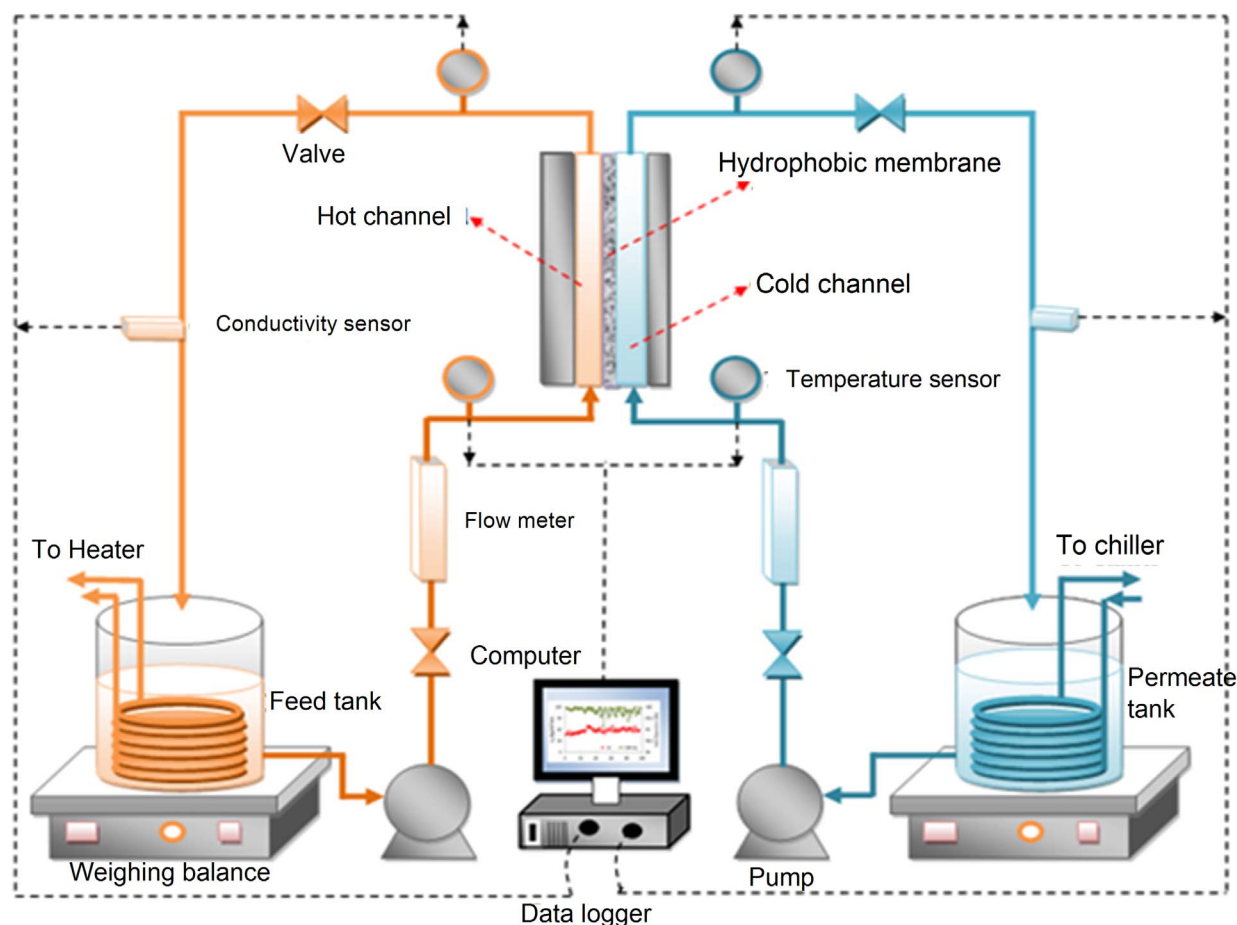 Valve
Hydrophobic membrane
Hot channel
Cold channel
Conductivity sensor
Temperature sensor
Flow meter
To Heater
To chiller
Computer
Feed tank
Permeate
tank
Weighing balance
Pump
Data logger